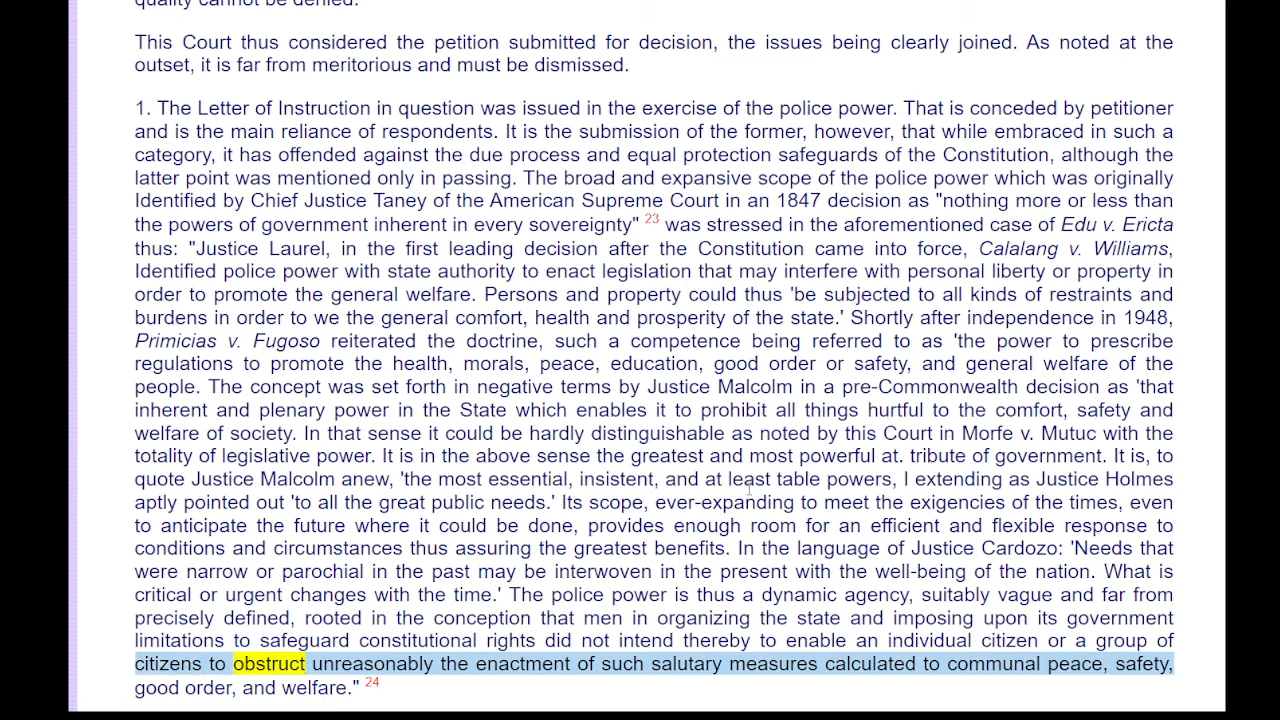 quality cannot be denied.
This Court thus considered the petition submitted for decision, the issues being clearly joined. As noted at the
outset, it is far from meritorious and must be dismissed.
1. The Letter of Instruction in question was issued in the exercise of the police power. That is conceded by petitioner
and is the main reliance of respondents. It is the submission of the former, however, that while embraced in such a
category, it has offended against the due process and equal protection safeguards of the Constitution, although the
latter point was mentioned only in passing. The broad and expansive scope of the police power which was originally
Identified by Chief Justice Taney of the American Supreme Court in an 1847 decision as "nothing more or less than
the powers of government inherent in every sovereignty" 23 was stressed in the aforementioned case of Edu v. Ericta
thus: "Justice Laurel, in the first leading decision after the Constitution came into force, Calalang v. Williams,
Identified police power with state authority to enact legislation that may interfere with personal liberty or property in
order to promote the general welfare. Persons and property could thus 'be subjected to all kinds of restraints and
burdens in order to we the general comfort, health and prosperity of the state.' Shortly after independence in 1948,
Primicias v. Fugoso reiterated the doctrine, such a competence being referred to as 'the power to prescribe
regulations to promote the health, morals, peace, education, good order or safety, and general welfare of the
people. The concept was set forth in negative terms by Justice Malcolm in a pre-Commonwealth decision as 'that
inherent and plenary power in the State which enables it to prohibit all things hurtful to the comfort, safety and
welfare of society. In that sense it could be hardly distinguishable as noted by this Court in Morfe v. Mutuc with the
totality of legislative power. It is in the above sense the greatest and most powerful at. tribute of government. It is, to
quote Justice Malcolm anew, 'the most essential, insistent, and at least table powers, I extending as Justice Holmes
aptly pointed out 'to all the great public needs.' Its scope, ever-expanding to meet the exigencies of the times, even
to anticipate the future where it could be done, provides enough room for an efficient and flexible response to
conditions and circumstances thus assuring the greatest benefits. In the language of Justice Cardozo: 'Needs that
were narrow or parochial in the past may be interwoven in the present with the well-being of the nation. What is
critical or urgent changes with the time.' The police power is thus a dynamic agency, suitably vague and far from
precisely defined, rooted in the conception that men in organizing the state and imposing upon its government
limitations to safeguard constitutional rights did not intend thereby to enable an individual citizen or a group of
citizens to obstruct unreasonably the enactment of such salutary measures calculated to communal peace, safety,
good order, and welfare." 24